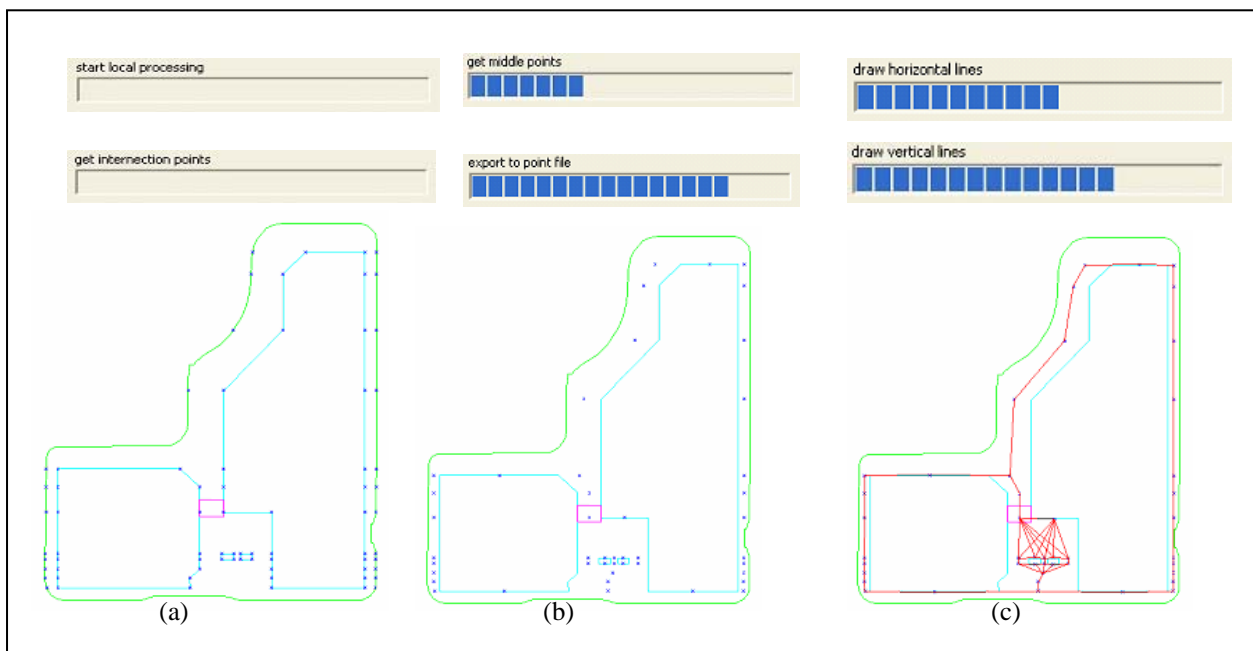 start local processing
get middle points
draw horizontal lines
get internection points
export to point file
draw vertical lines
(a)
(b)
(c)